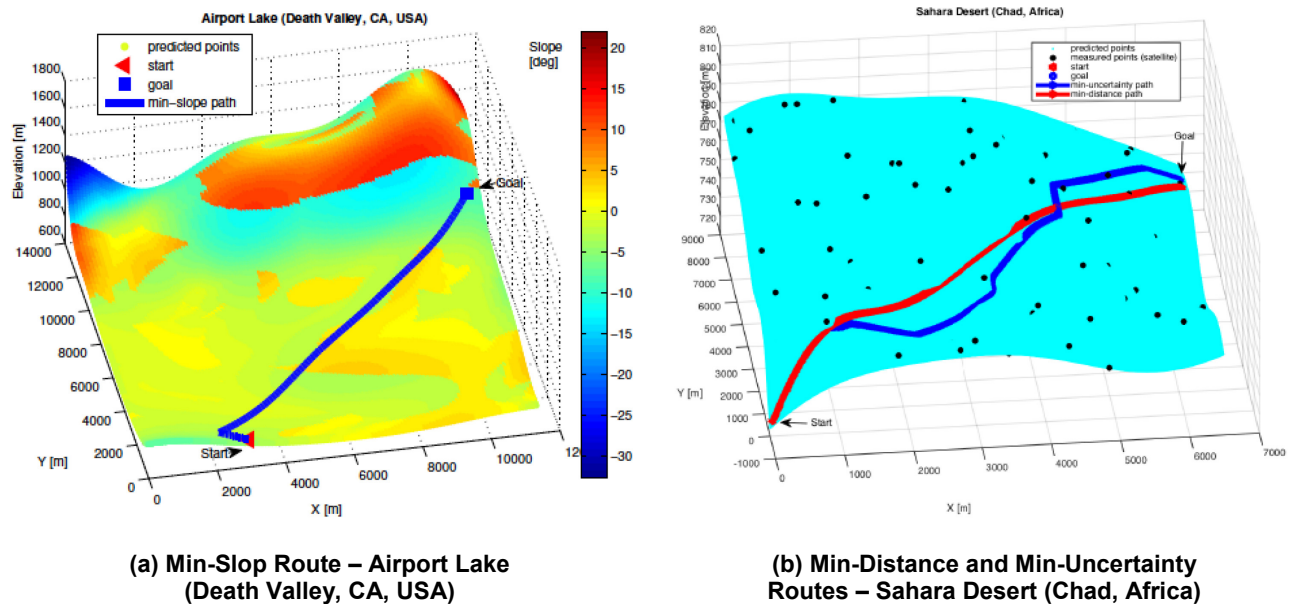 Airport Lake (Death Valley, CA, USA)
predicted points
start
goal
min-slope path
Slope
[deg]
Elevation [m]
1800
1600
1400
1200
1000
800
600
14000
12000
10000
8000
6000
4000
2000
0
Y [m]
0
2000
4000
6000
8000
10000
120
X [m]
Start
Goal
20
15
10
5
0
−5
−10
−15
−20
−25
−30
(a) Min-Slop Route – Airport Lake
(Death Valley, CA, USA)
Sahara Desert (Chad, Africa)
predicted points
measured points (satellite)
start
goal
min-uncertainty path
min-distance path
Elevation [m]
820
810
800
790
780
770
760
750
740
730
720
9000
8000
7000
6000
5000
4000
3000
2000
1000
0
-1000
Y [m]
0
1000
2000
3000
4000
5000
6000
7000
X [m]
Start
Goal
(b) Min-Distance and Min-Uncertainty
Routes – Sahara Desert (Chad, Africa)